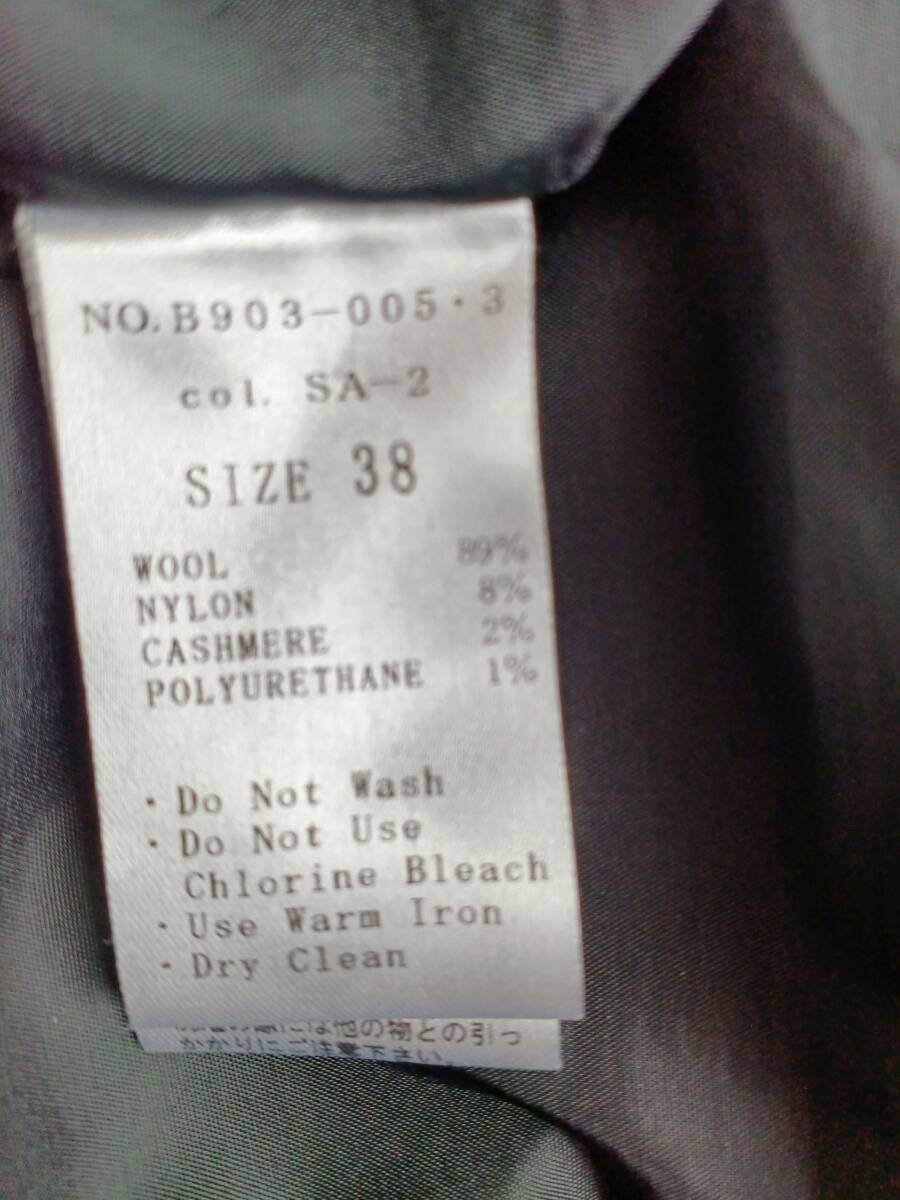 NO.B903-005・3
col. SA-2
SIZE 38
WOOL 89%
NYLON 8%
CASHMERE 2%
POLYURETHANE 1%
・Do Not Wash
・Do Not Use
Chlorine Bleach
・Use Warm Iron
・Dry Clean
は他の物との引っ
かかりにご注意下さい。